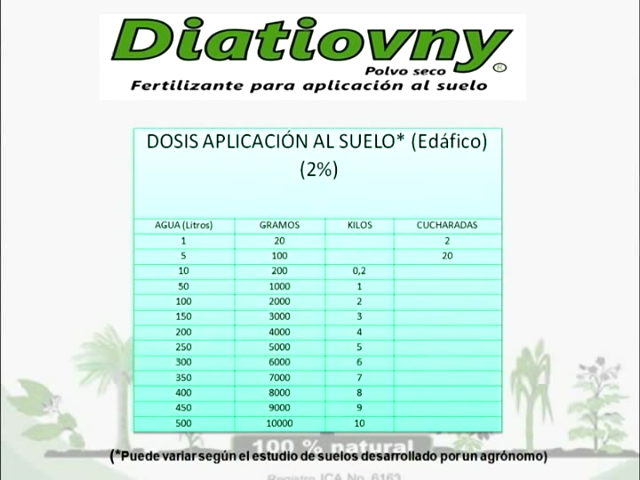 Diatiovny®
Polvo seco
Fertilizante para aplicación al suelo
DOSIS APLICACIÓN AL SUELO* (Edáfico)
(2%)
AGUA (Litros) GRAMOS KILOS CUCHARADAS
1 20 2
5 100 20
10 200 0,2
50 1000 1
100 2000 2
150 3000 3
200 4000 4
250 5000 5
300 6000 6
350 7000 7
400 8000 8
450 9000 9
500 10000 10
100 % natural
(*Puede variar según el estudio de suelos desarrollado por un agrónomo)
Registro ICA No. 6163